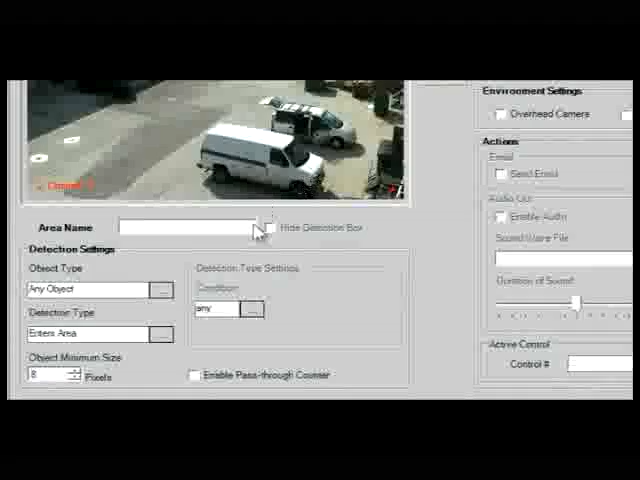 Environment Settings
Overhead Camera
Actions
Email
Send Email
Audio Out
Enable Audio
Area Name
Hide Detection Box
Sound Wave File
Detection Settings
Object Type
Any Object
...
Detection Type Settings
Condition
any
...
Duration of Sound
Detection Type
Enters Area
...
Object Minimum Size
8
Pixels
Enable Pass-through Counter
Active Control
Control #